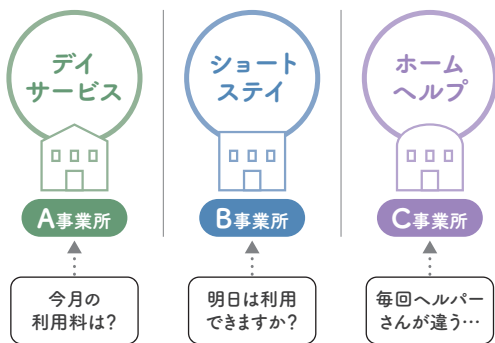 デイ
サービス
A事業所
今月の
利用料は?
ショート
ステイ
B事業所
明日は利用
できますか?
ホーム
ヘルプ
C事業所
毎回ヘルパー
さんが違う…